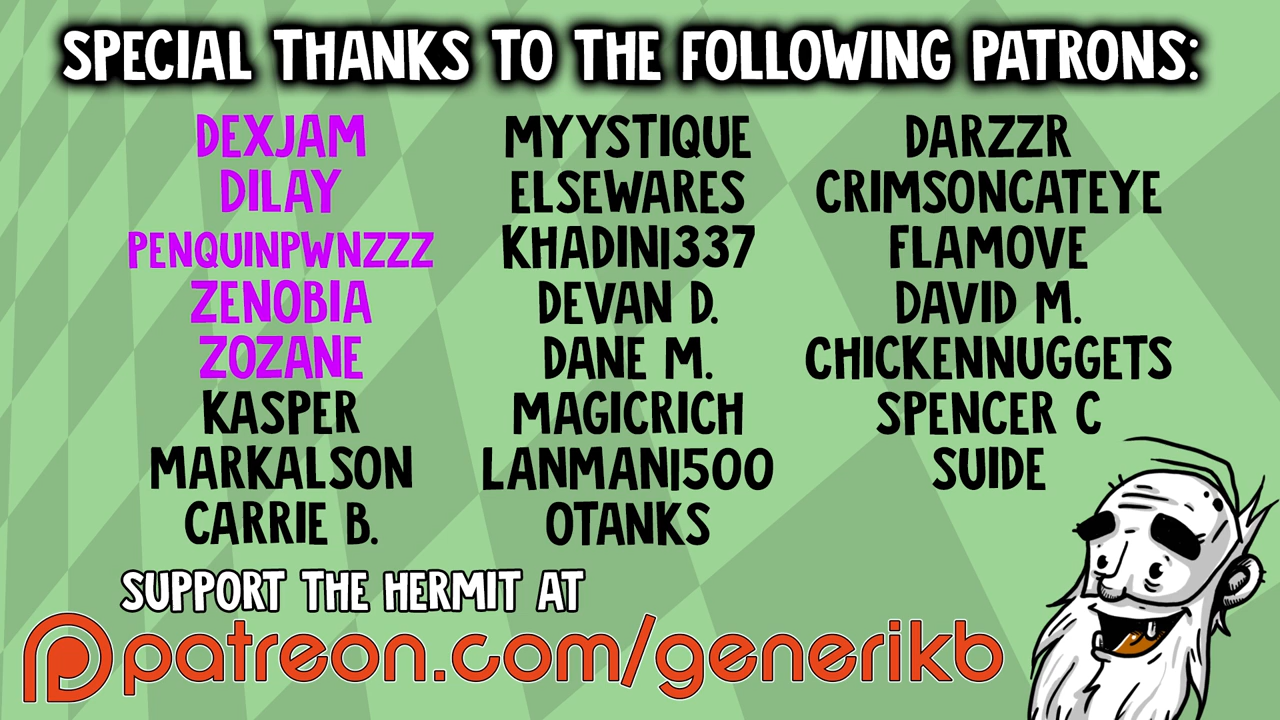 SPECIAL THANKS TO THE FOLLOWING PATRONS:
DEXJAM
DILAY
PENQUINPWNZZZ
ZENOBIA
ZOZANE
KASPER
MARKALSON
CARRIE B.
MYYSTIQUE
ELSEWARES
KHADIN1337
DEVAN D.
DANE M.
MAGICRICH
LANMAN1500
OTANKS
DARZZR
CRIMSONCATEYE
FLAMOVE
DAVID M.
CHICKENNUGGETS
SPENCER C
SUIDE
SUPPORT THE HERMIT AT
patreon.com/generikb